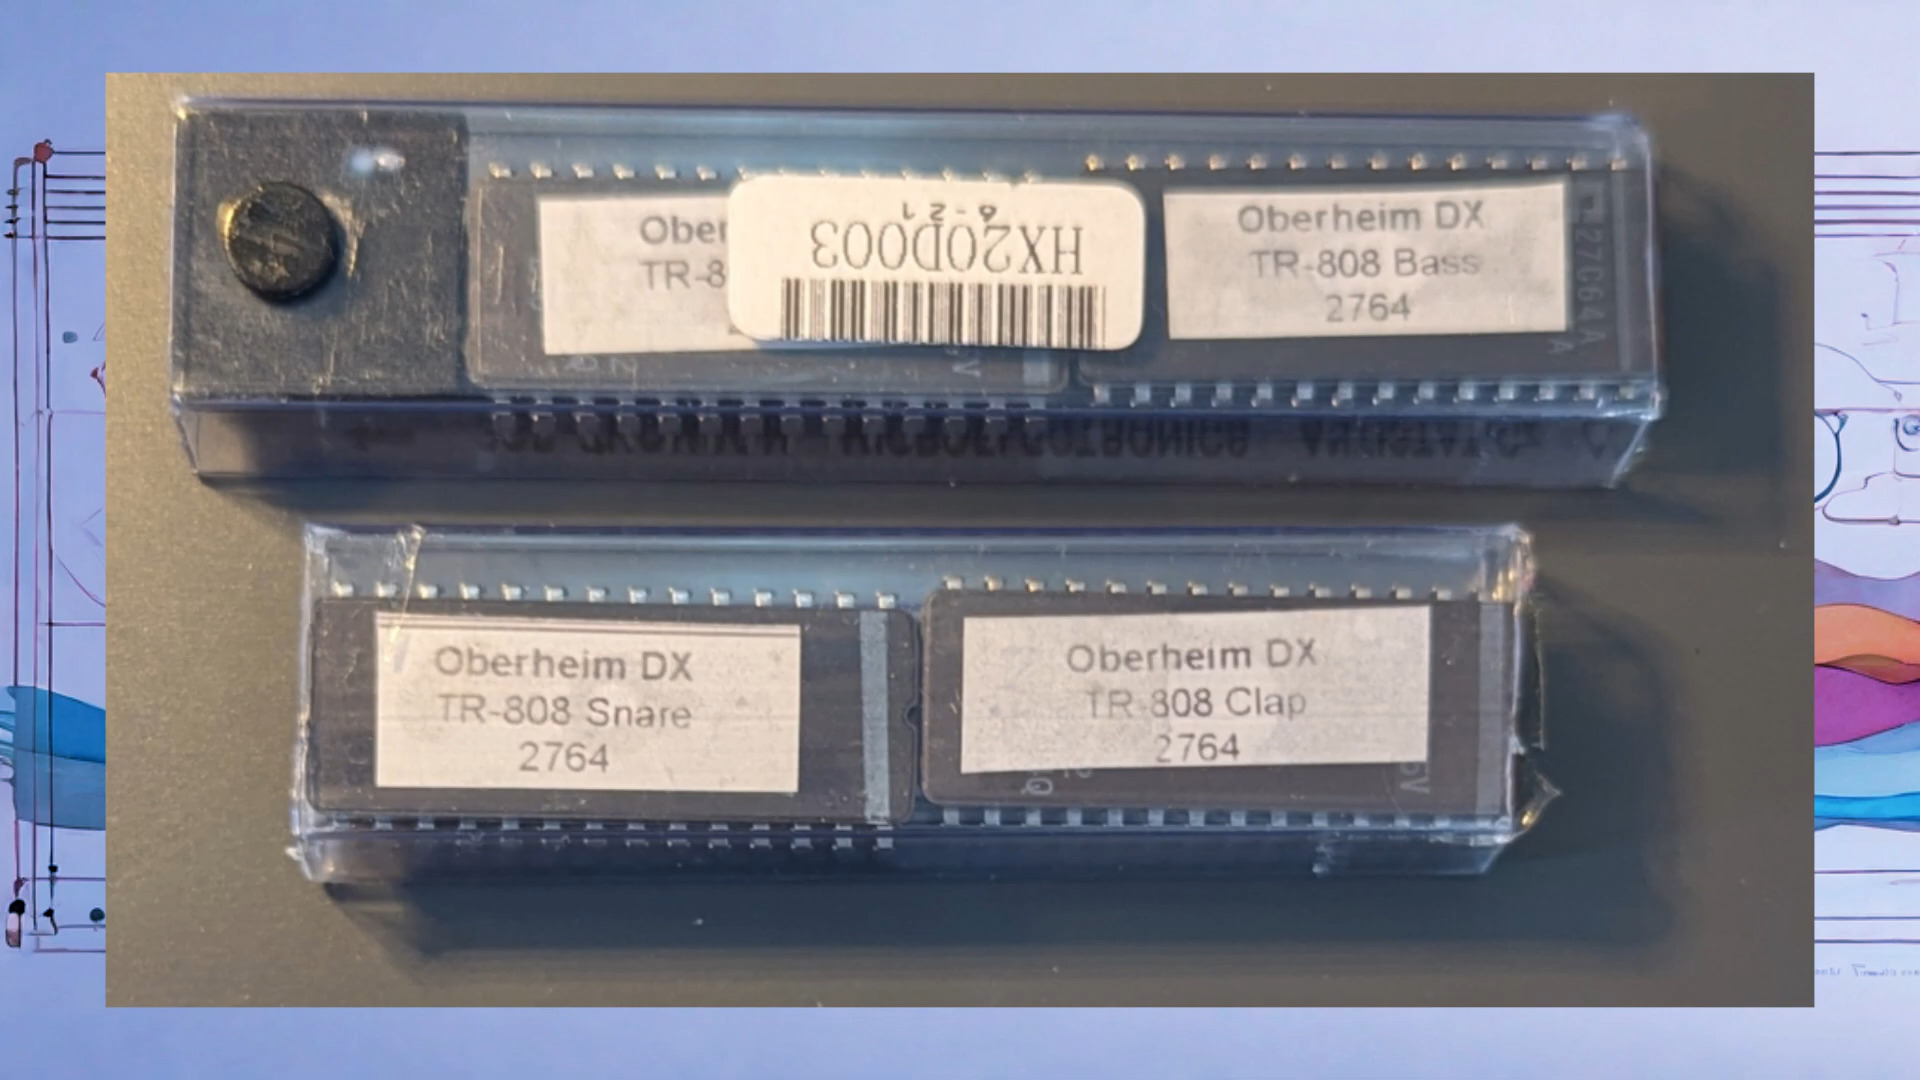 Ober
TR-8
HX20D003
6-21
Oberheim DX
TR-808 Bass
2764
27C64A
Oberheim DX
TR-808 Snare
2764
Oberheim DX
TR-808 Clap
2764